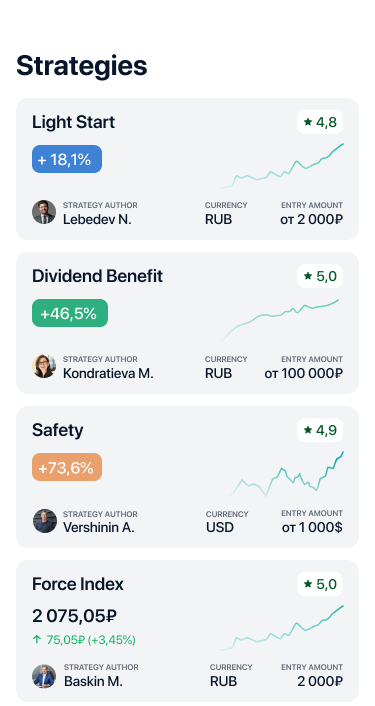 Strategies
Light Start
★ 4,8
+ 18,1%
STRATEGY AUTHOR
Lebedev N.
CURRENCY
RUB
ENTRY AMOUNT
от 2 000₽
Dividend Benefit
★ 5,0
+46,5%
STRATEGY AUTHOR
Kondratieva M.
CURRENCY
RUB
ENTRY AMOUNT
от 100 000₽
Safety
★ 4,9
+73,6%
STRATEGY AUTHOR
Vershinin A.
CURRENCY
USD
ENTRY AMOUNT
от 1 000$
Force Index
★ 5,0
2 075,05₽
↑ 75,05₽ (+3,45%)
STRATEGY AUTHOR
Baskin M.
CURRENCY
RUB
ENTRY AMOUNT
2 000₽